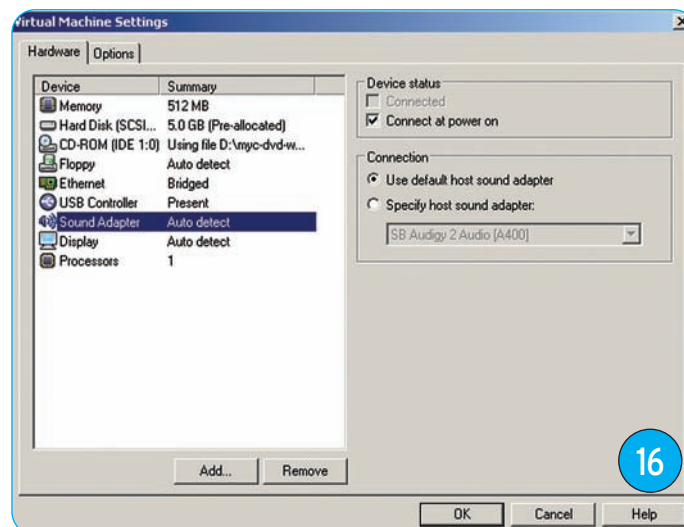 Virtual Machine Settings
Hardware Options
Device Summary
Memory 512 MB
Hard Disk (SCSI... 5.0 GB (Pre-allocated)
CD-ROM (IDE 1:0) Using file D:\myc-dvd-w...
Floppy Auto detect
Ethernet Bridged
USB Controller Present
Sound Adapter Auto detect
Display Auto detect
Processors 1
Add... Remove
Device status
Connected
Connect at power on
Connection
Use default host sound adapter
Specify host sound adapter:
SB Audigy 2 Audio [A400]
16
OK Cancel Help